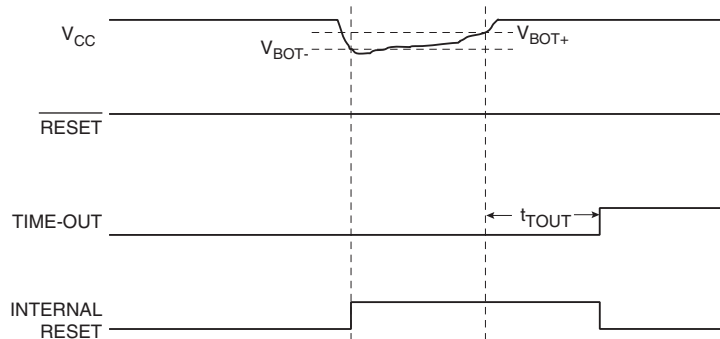 VCC
VBOT-
VBOT+
RESET
TIME-OUT
tTOUT
INTERNAL
RESET